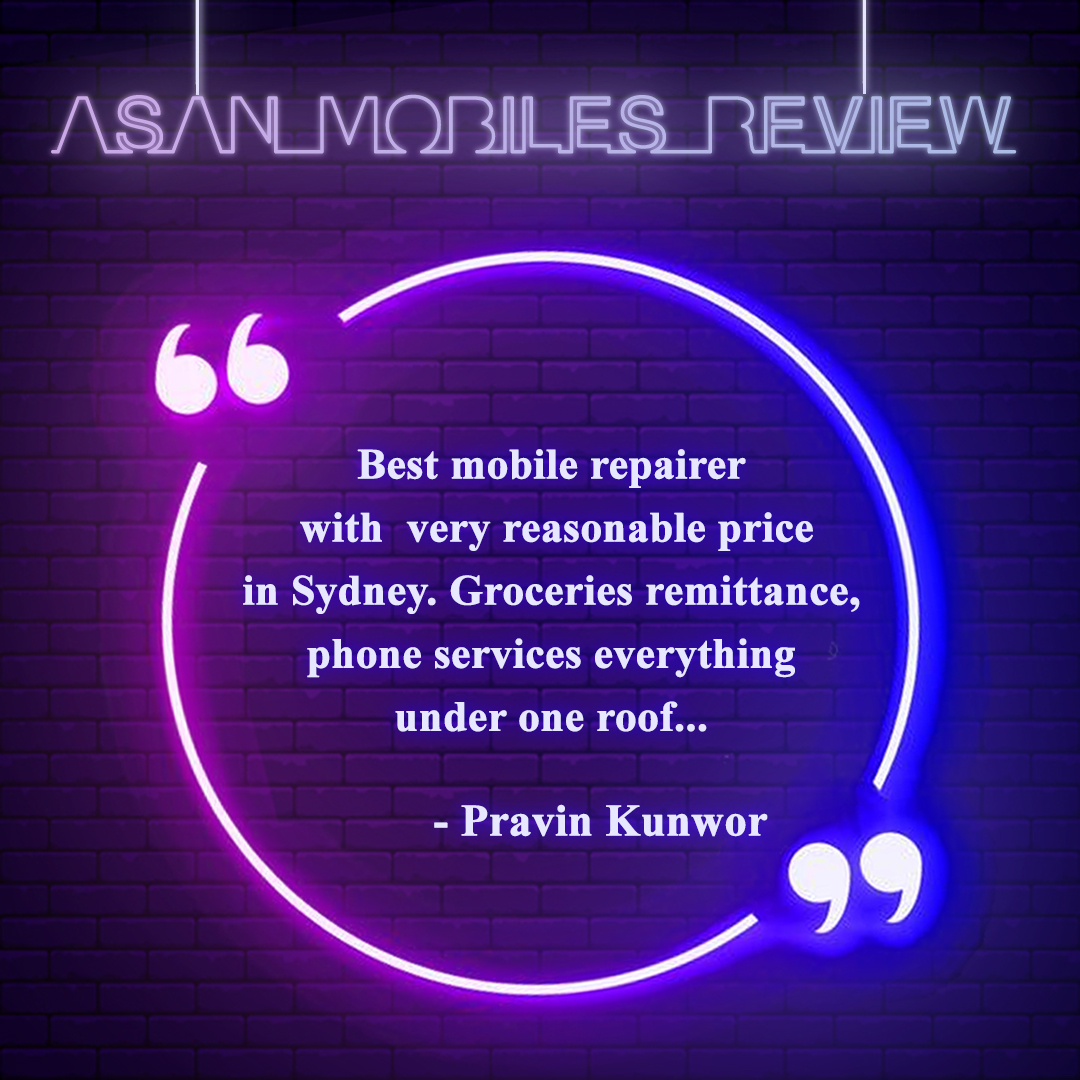 ASAN MOBILES REVIEW
“
Best mobile repairer
with very reasonable price
in Sydney. Groceries remittance,
phone services everything
under one roof...
- Pravin Kunwor
”